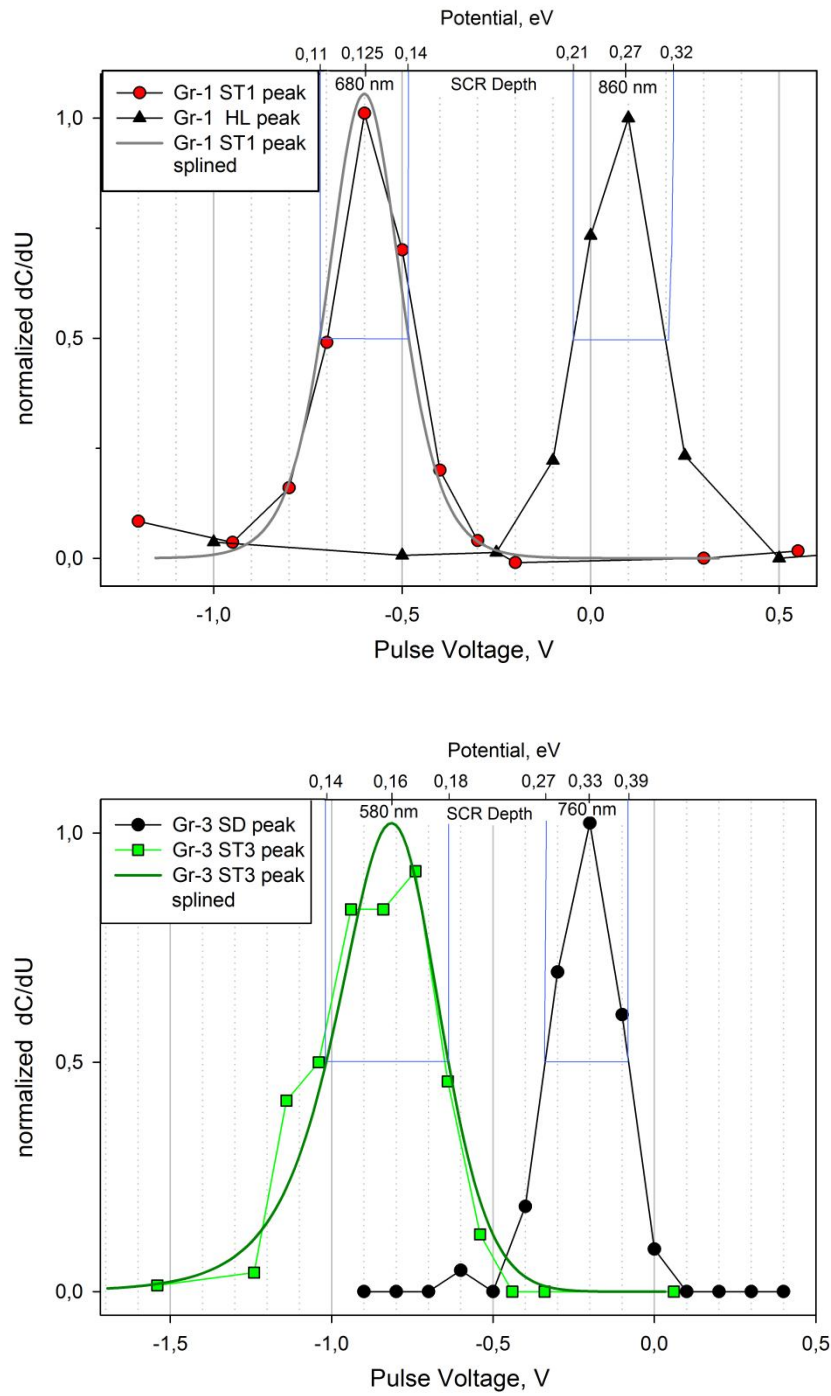 Potential, eV
0,11 0,125 0,14 0,21 0,27 0,32
680 nm SCR Depth 860 nm
Gr-1 ST1 peak
Gr-1 HL peak
Gr-1 ST1 peak
splined
1,0
0,5
0,0
normalized dC/dU
-1,0 -0,5 0,0 0,5
Pulse Voltage, V
Potential, eV
0,14 0,16 0,18 0,27 0,33 0,39
580 nm SCR Depth 760 nm
Gr-3 SD peak
Gr-3 ST3 peak
Gr-3 ST3 peak
splined
1,0
0,5
0,0
normalized dC/dU
-1,5 -1,0 -0,5 0,0 0,5
Pulse Voltage, V